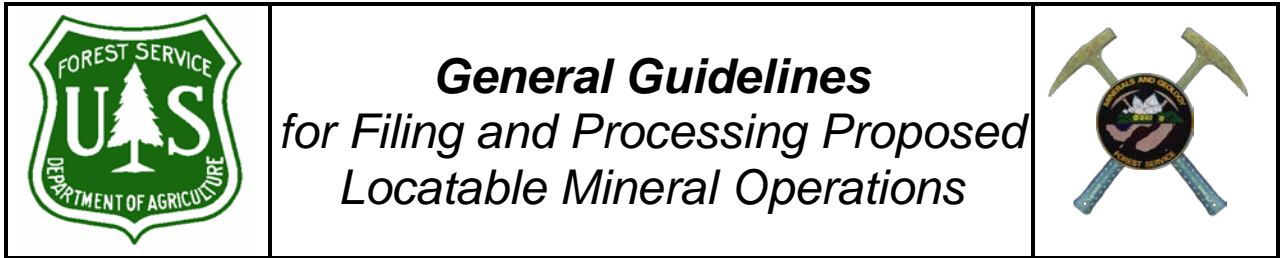 FOREST SERVICE
U S
DEPARTMENT OF AGRICULTURE
General Guidelines
for Filing and Processing Proposed
Locatable Mineral Operations
MINERALS AND GEOLOGY
FOREST SERVICE